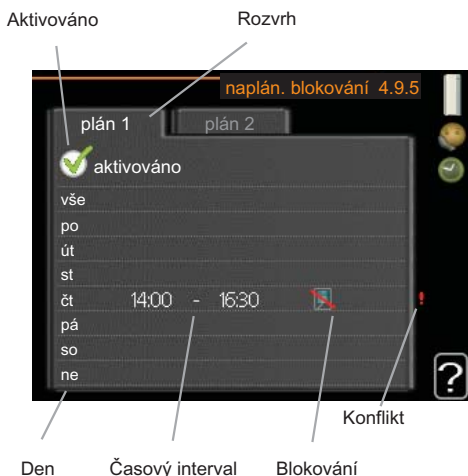 Aktivováno Rozvrh
naplán. blokování 4.9.5
plán 1 plán 2
aktivováno
vše
po
út
st
čt 14:00 - 16:30 !
pá
so
ne
?
Konflikt
Den Časový interval Blokování